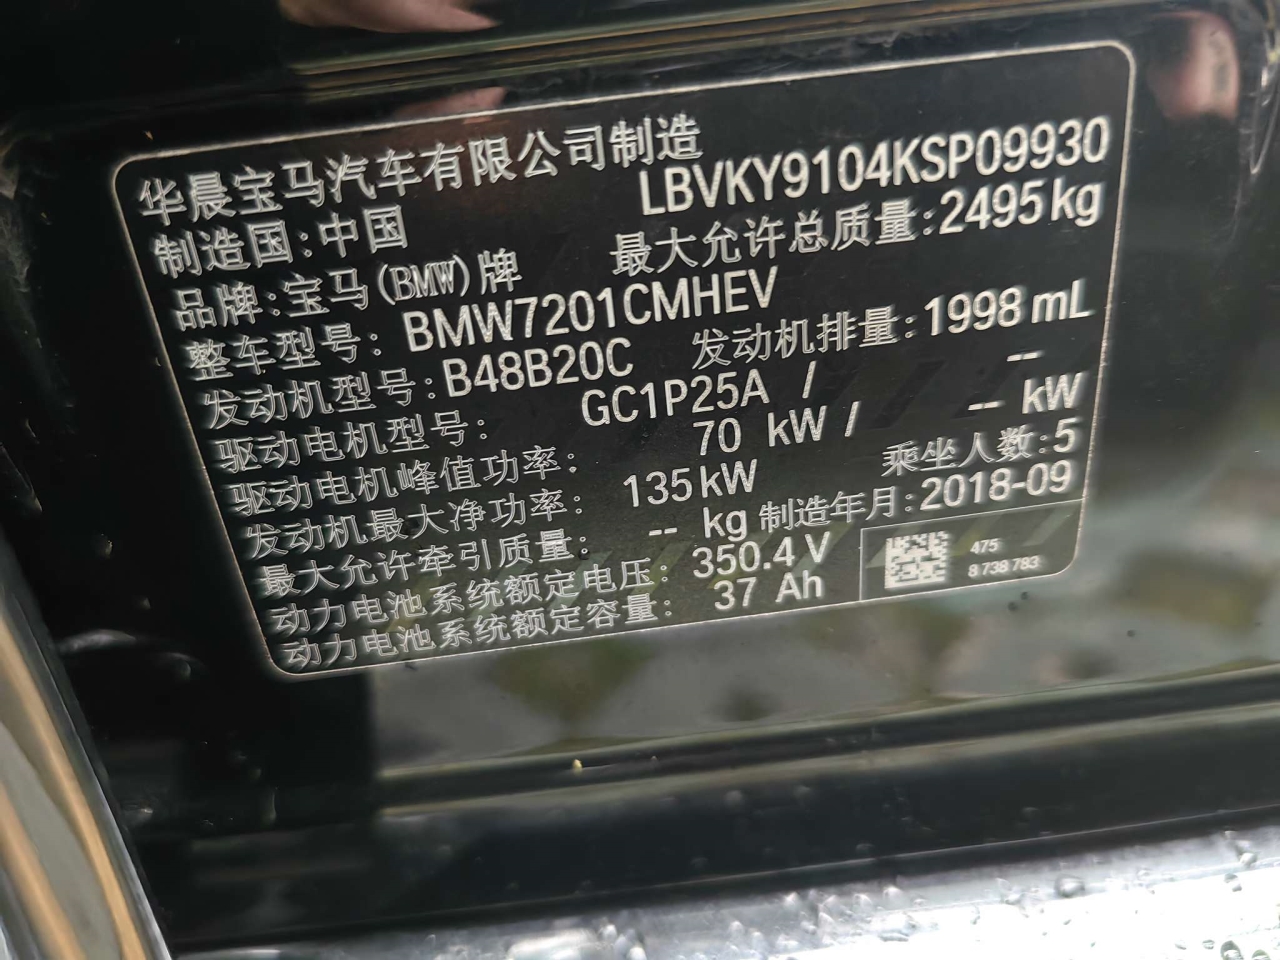 华晨宝马汽车有限公司制造
制造国:中国 LBVKY9104KSP09930
品牌:宝马(BMW)牌 最大允许总质量:2495kg
整车型号: BMW7201CMHEV
发动机型号:B48B20C 发动机排量:1998 mL
驱动电机型号: GC1P25A / --
驱动电机峰值功率: 70 kW / -- kW
发动机最大净功率: 135kW 乘坐人数:5
最大允许牵引质量: -- kg 制造年月:2018-09
动力电池系统额定电压: 350.4 V
动力电池系统额定容量: 37 Ah
475
8 738 783